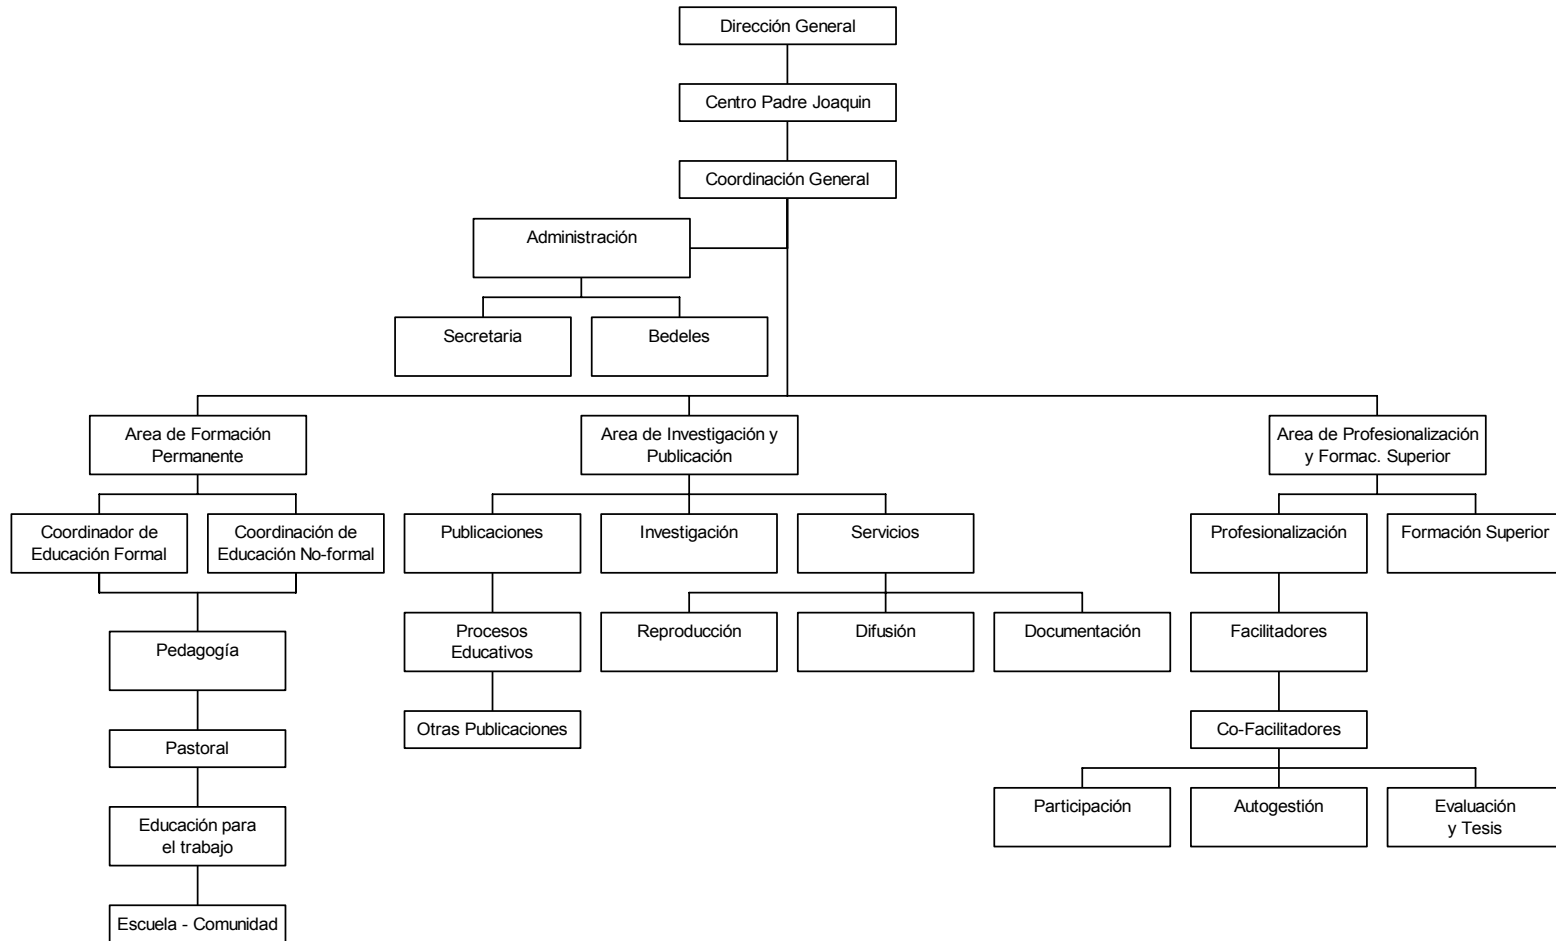 Dirección General
Centro Padre Joaquin
Coordinación General
Administración
Secretaria
Bedeles
Area de Formación
Permanente
Area de Investigación y
Publicación
Area de Profesionalización
y Formac. Superior
Coordinador de
Educación Formal
Coordinación de
Educación No-formal
Publicaciones
Investigación
Servicios
Profesionalización
Formación Superior
Pedagogía
Procesos
Educativos
Reproducción
Difusión
Documentación
Facilitadores
Pastoral
Otras Publicaciones
Co-Facilitadores
Educación para
el trabajo
Participación
Autogestión
Evaluación
y Tesis
Escuela - Comunidad